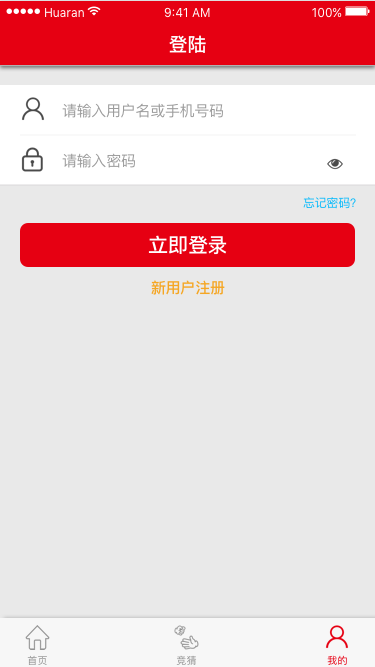 Huaran 9:41 AM 100%
登陆
请输入用户名或手机号码
请输入密码
忘记密码?
立即登录
新用户注册
首页 竞猜 我的